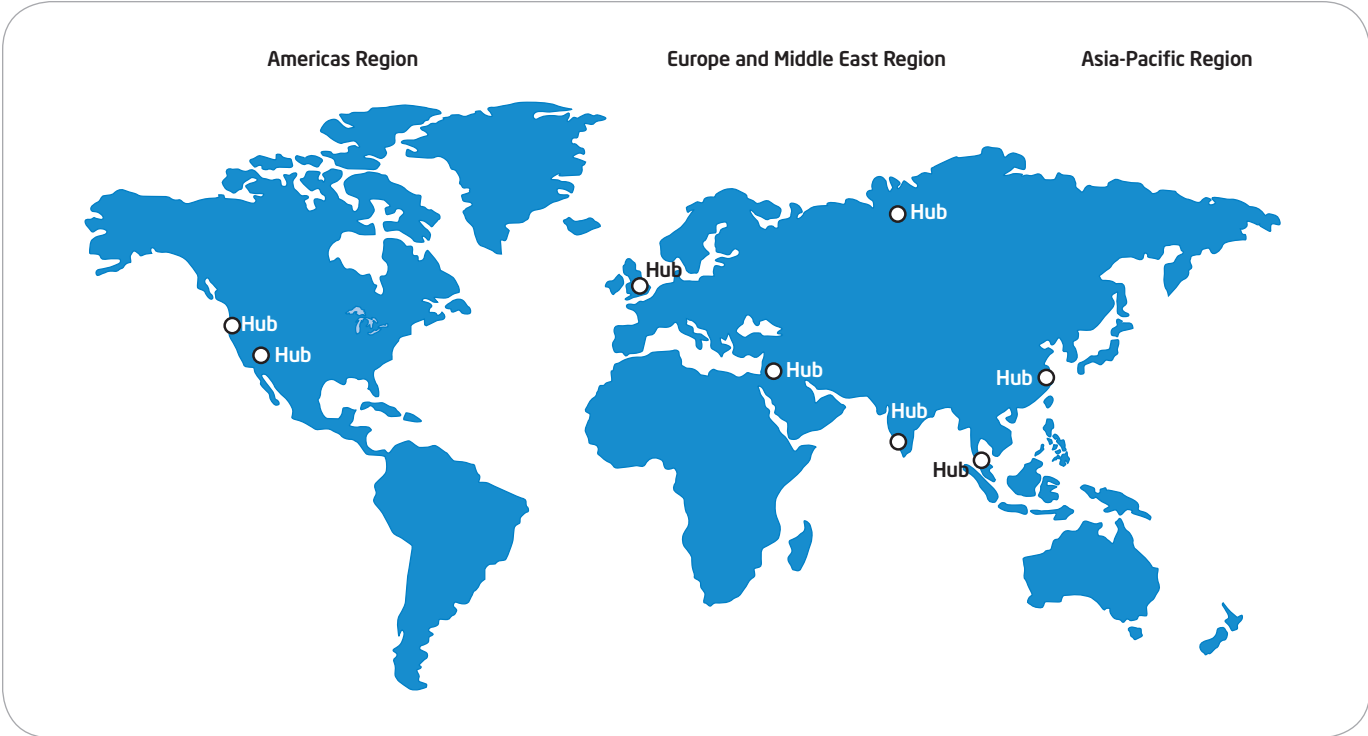 Americas Region
Europe and Middle East Region
Asia-Pacific Region
Hub
Hub
Hub
Hub
Hub
Hub
Hub
Hub